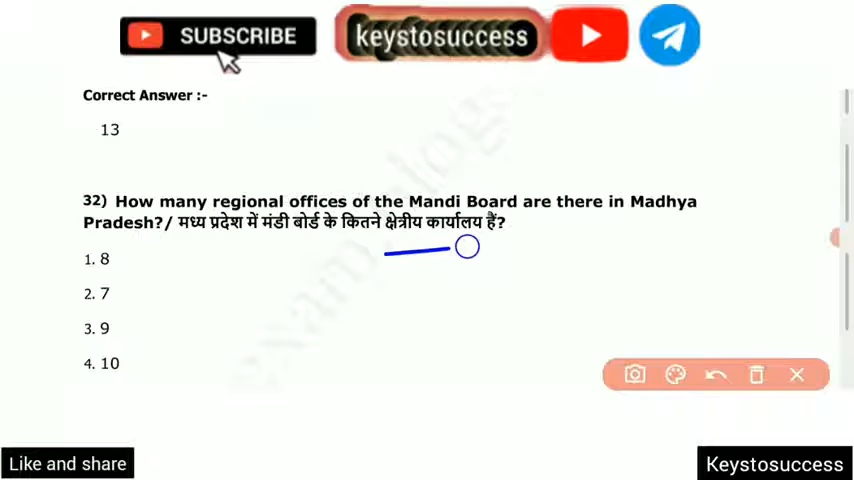 SUBSCRIBE
keystosuccess
Correct Answer :-
13
32) How many regional offices of the Mandi Board are there in Madhya
Pradesh?/ मध्य प्रदेश में मंडी बोर्ड के कितने क्षेत्रीय कार्यालय हैं?
1. 8
2. 7
3. 9
4. 10
Like and share
Keystosuccess